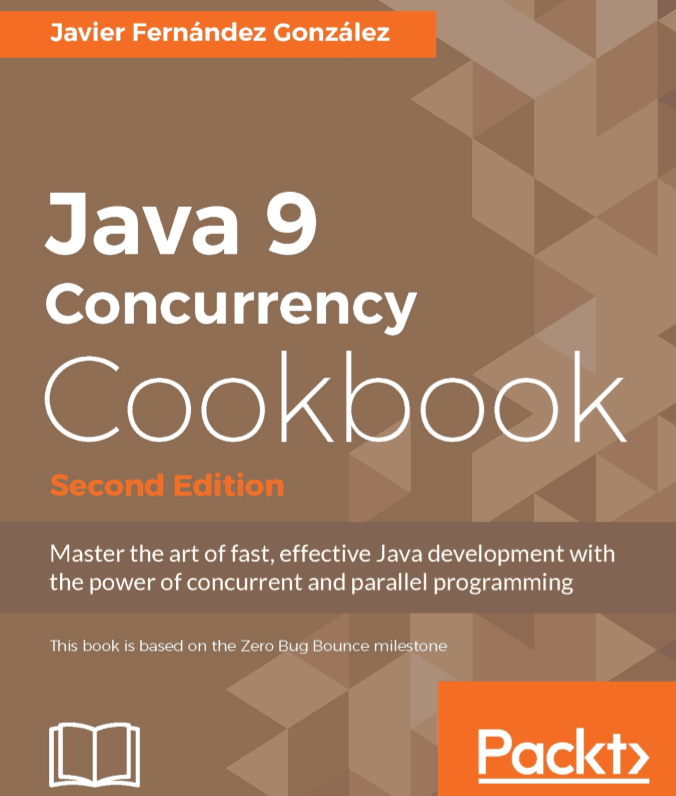 Javier Fernández González
Java 9
Concurrency
Cookbook
Second Edition
Master the art of fast, effective Java development with
the power of concurrent and parallel programming
This book is based on the Zero Bug Bounce milestone
Packt>